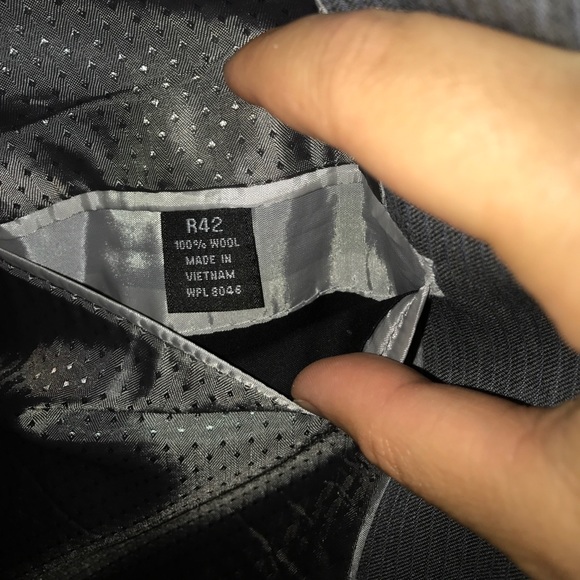 R42
100% WOOL
MADE IN
VIETNAM
WPL 8046